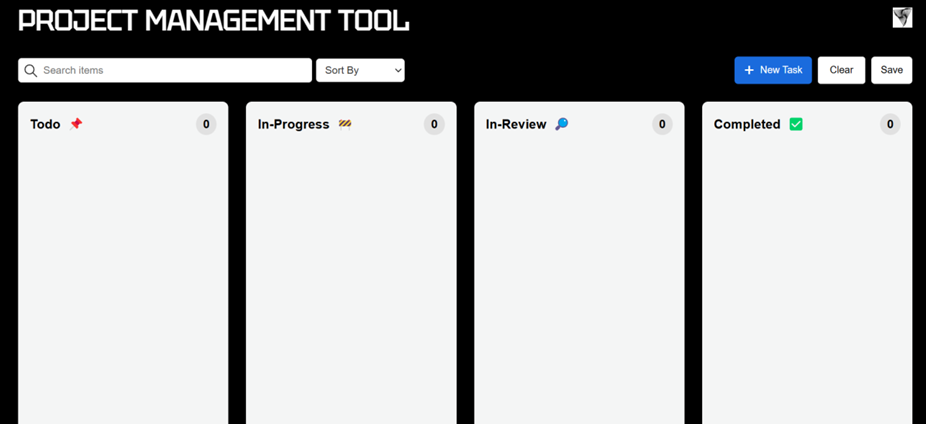 PROJECT MANAGEMENT TOOL
Search items Sort By + New Task Clear Save
Todo 📌 0 In-Progress 🚧 0 In-Review 🔎 0 Completed ✅ 0